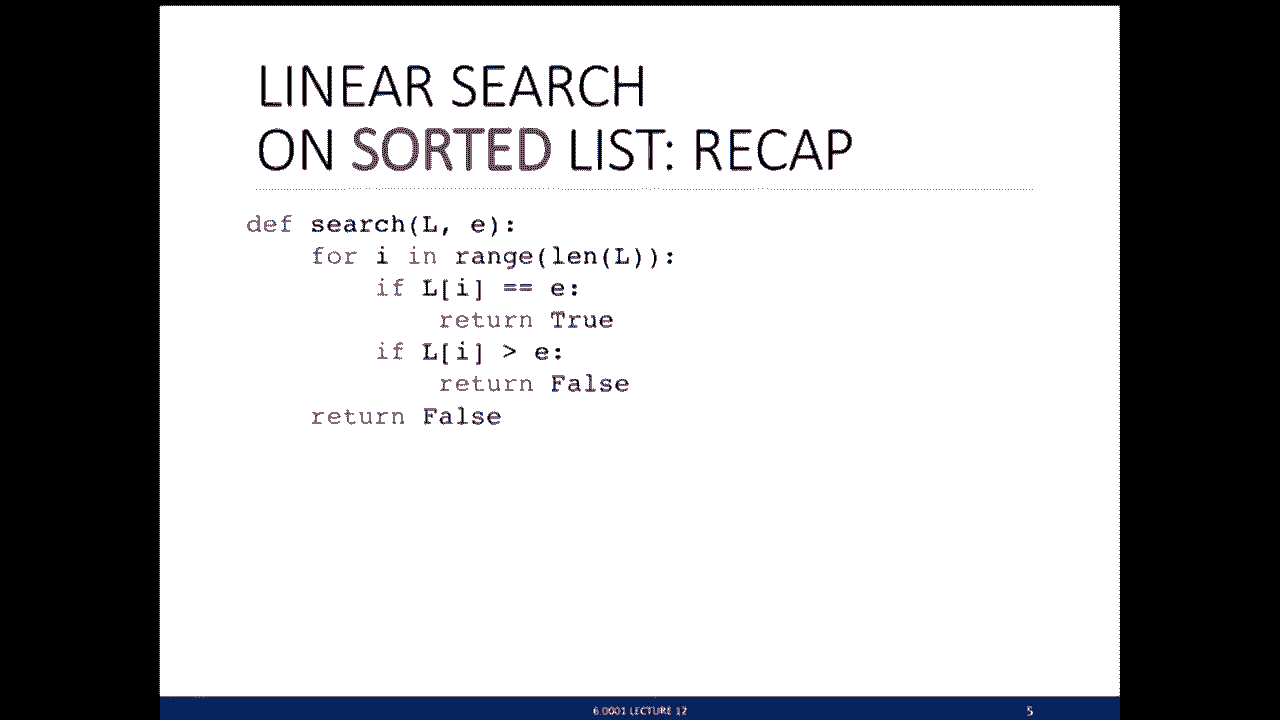 LINEAR SEARCH
ON SORTED LIST: RECAP
def search(L, e):
    for i in range(len(L)):
        if L[i] == e:
            return True
        if L[i] > e:
            return False
    return False
6.0001 LECTURE 12
5